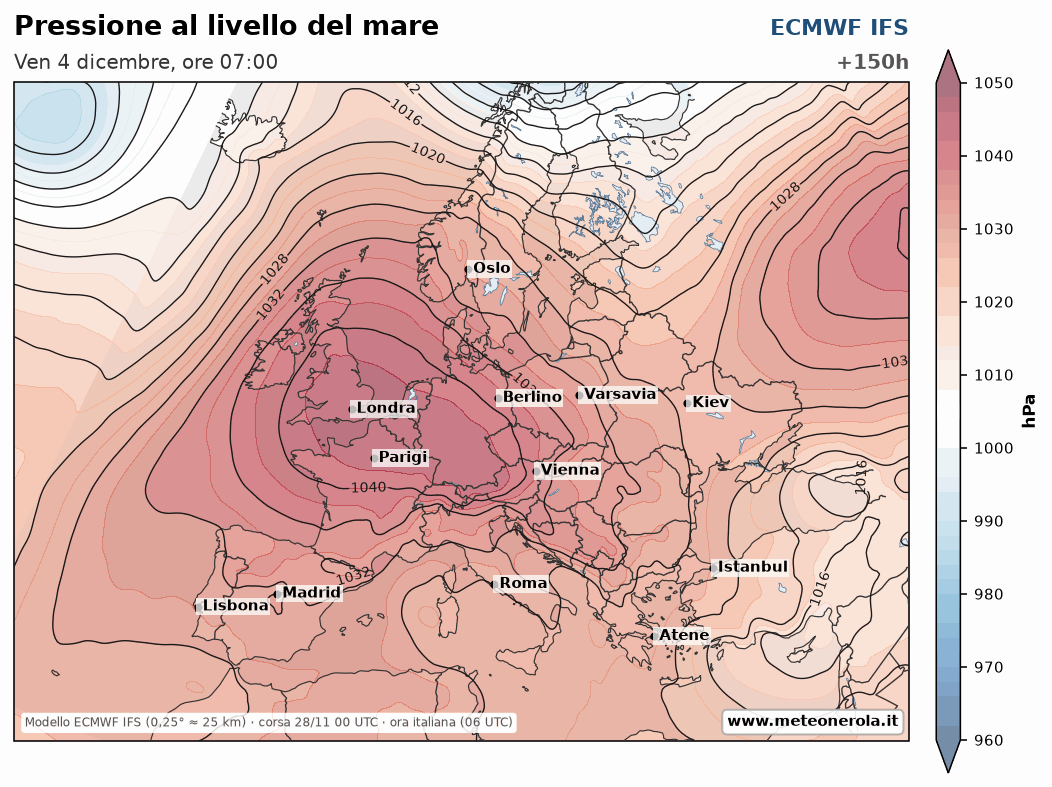 Pressione al livello del mare
ECMWF IFS
Ven 4 dicembre, ore 07:00
+150h
1016
1020
1028
1028
1032
1032
1040
1016
1016
Oslo
Londra
Berlino
Varsavia
Kiev
Parigi
Vienna
Madrid
Lisbona
Roma
Istanbul
Atene
Modello ECMWF IFS (0,25° ≈ 25 km) · corsa 28/11 00 UTC · ora italiana (06 UTC)
www.meteonerola.it
1050
1040
1030
1020
1010
1000
990
980
970
960
hPa